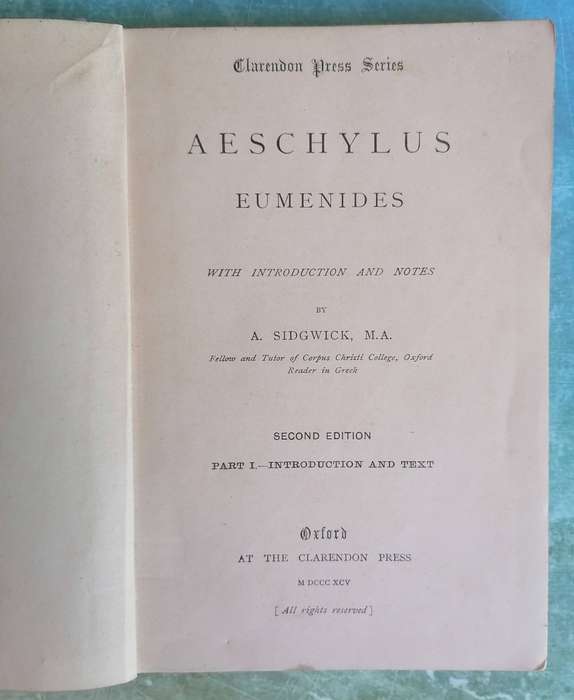 Clarendon Press Series
AESCHYLUS
EUMENIDES
WITH INTRODUCTION AND NOTES
BY
A. SIDGWICK, M.A.
Fellow and Tutor of Corpus Christi College, Oxford
Reader in Greek
SECOND EDITION
PART I.—INTRODUCTION AND TEXT
Oxford
AT THE CLARENDON PRESS
M DCCC XCV
[All rights reserved]